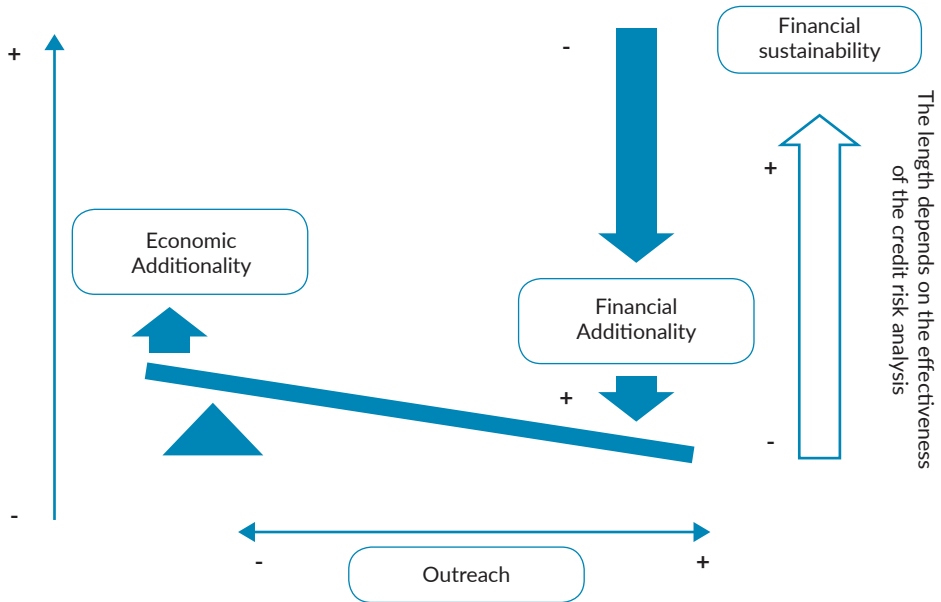 Financial
sustainability
+
-
The length depends on the effectiveness
of the credit risk analysis
+
Economic
Additionality
Financial
Additionality
+
-
-
-
+
Outreach